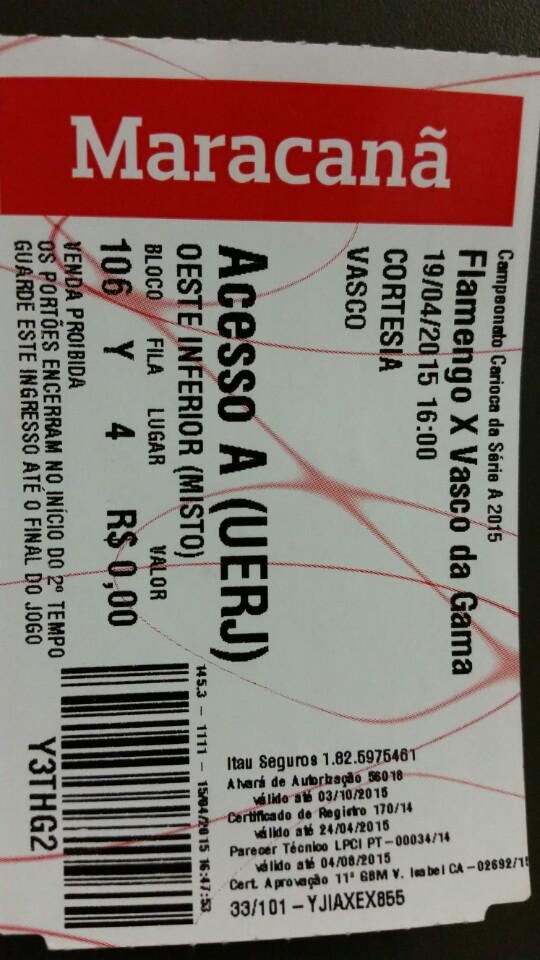 Maracanã
Campeonato Carioca da Série A 2015
Flamengo X Vasco da Gama
19/04/2015 16:00
CORTESIA
VASCO
Acesso A (UERJ)
OESTE INFERIOR (MISTO)
BLOCO FILA LUGAR VALOR
106 Y 4 R$ 0,00
VENDA PROIBIDA
OS PORTÕES ENCERRAM NO INÍCIO DO 2º TEMPO
GUARDE ESTE INGRESSO ATÉ O FINAL DO JOGO
145.3 - 1111 - 15/04/2015 16:47:53
Y3THG2
Itau Seguros 1.82.5975461
Alvará de Autorização 56018
válido até 03/10/2015
Certificado de Registro 170/14
válido até 24/04/2015
Parecer Técnico LPCI PT-00034/14
válido até 04/08/2015
Cert. Aprovação 11º GBM V. Isabel CA-02692/15
33/101-YJIAXEX855